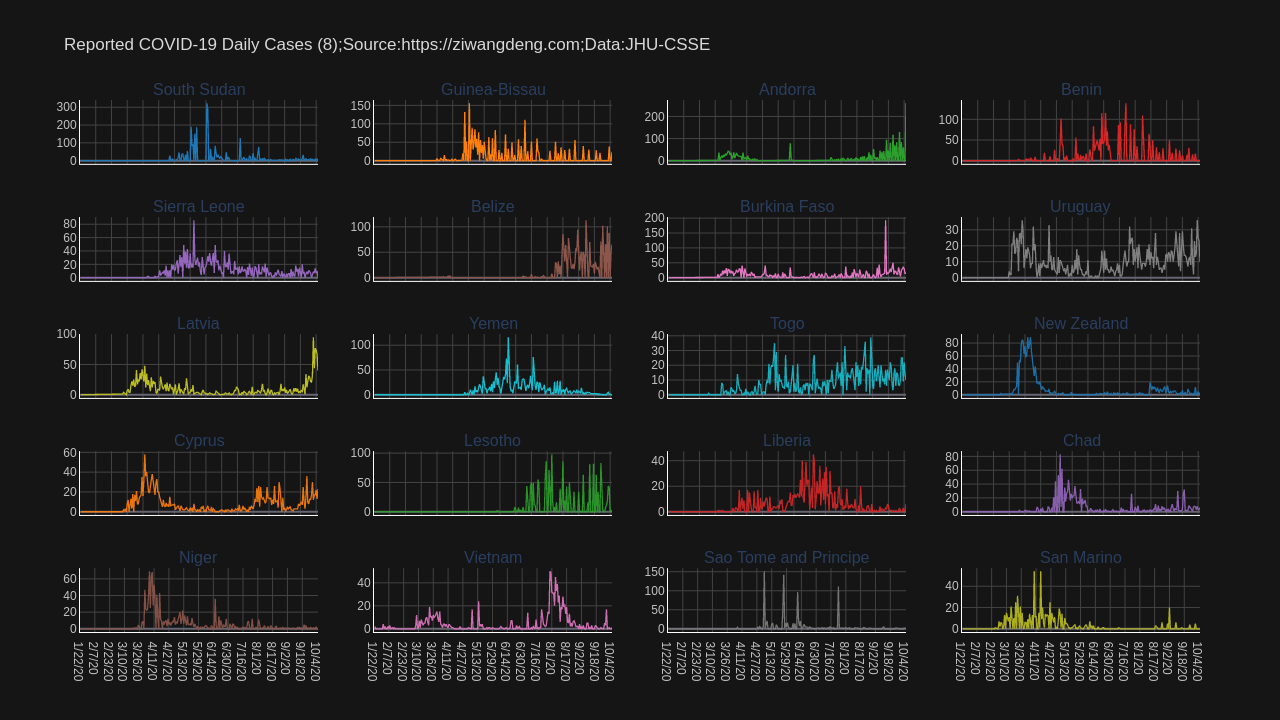 Reported COVID-19 Daily Cases (8);Source:https://ziwangdeng.com;Data:JHU-CSSE
South Sudan Guinea-Bissau Andorra Benin
300 200 100 0
150 100 50 0
200 100 0
100 50 0
Sierra Leone Belize Burkina Faso Uruguay
80 60 40 20 0
100 50 0
200 150 100 50 0
30 20 10 0
Latvia Yemen Togo New Zealand
100 50 0
100 50 0
40 30 20 10 0
80 60 40 20 0
Cyprus Lesotho Liberia Chad
60 40 20 0
100 50 0
40 20 0
80 60 40 20 0
Niger Vietnam Sao Tome and Principe San Marino
60 40 20 0
40 20 0
150 100 50 0
40 20 0
1/22/20 2/7/20 2/23/20 3/10/20 3/26/20 4/11/20 4/27/20 5/13/20 5/29/20 6/14/20 6/30/20 7/16/20 8/1/20 8/17/20 9/2/20 9/18/20 10/4/20
1/22/20 2/7/20 2/23/20 3/10/20 3/26/20 4/11/20 4/27/20 5/13/20 5/29/20 6/14/20 6/30/20 7/16/20 8/1/20 8/17/20 9/2/20 9/18/20 10/4/20
1/22/20 2/7/20 2/23/20 3/10/20 3/26/20 4/11/20 4/27/20 5/13/20 5/29/20 6/14/20 6/30/20 7/16/20 8/1/20 8/17/20 9/2/20 9/18/20 10/4/20
1/22/20 2/7/20 2/23/20 3/10/20 3/26/20 4/11/20 4/27/20 5/13/20 5/29/20 6/14/20 6/30/20 7/16/20 8/1/20 8/17/20 9/2/20 9/18/20 10/4/20